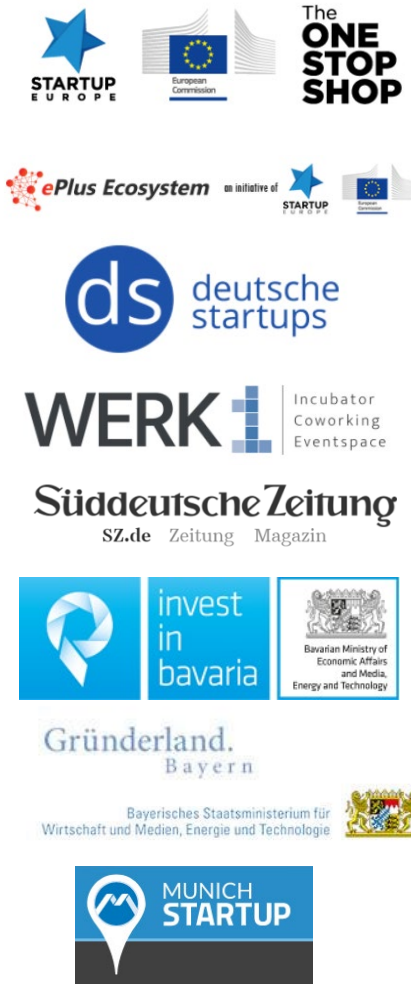 The
ONE
STOP
SHOP
STARTUP
EUROPE
European
Commission
ePlus Ecosystem an initiative of
STARTUP
EUROPE
European
Commission
ds deutsche
startups
WERK1 Incubator
Coworking
Eventspace
Süddeutsche Zeitung
SZ.de Zeitung Magazin
invest
in
bavaria
Bavarian Ministry of
Economic Affairs
and Media,
Energy and Technology
Gründerland.
Bayern
Bayerisches Staatsministerium für
Wirtschaft und Medien, Energie und Technologie
MUNICH
STARTUP